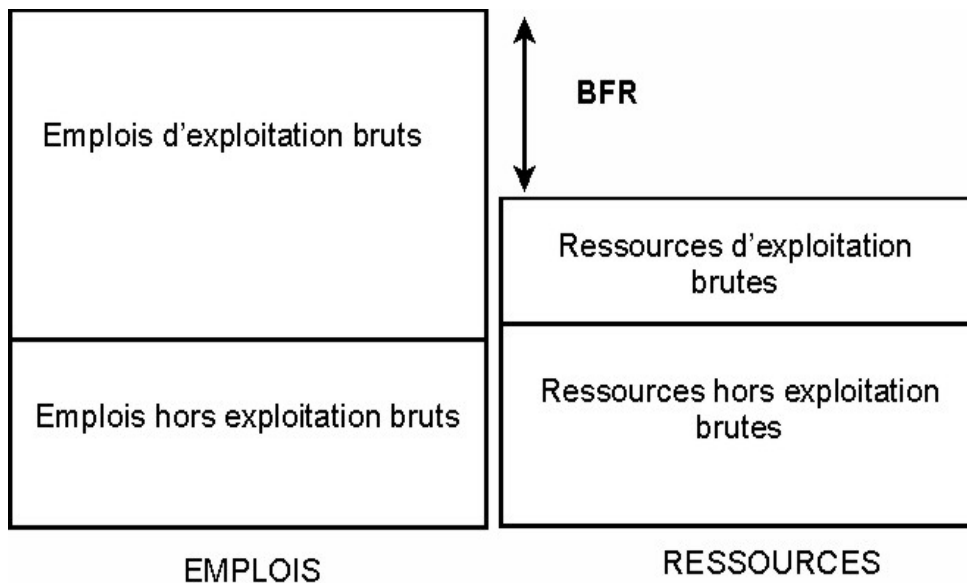 Emplois d'exploitation bruts
Emplois hors exploitation bruts
EMPLOIS
BFR
Ressources d'exploitation
brutes
Ressources hors exploitation
brutes
RESSOURCES